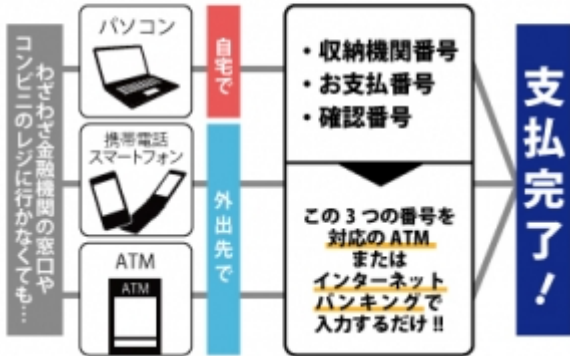 わざわざ金融機関の窓口や
コンビニのレジに行かなくても…
パソコン
携帯電話
スマートフォン
ATM
ATM
自宅で
外出先で
・収納機関番号
・お支払番号
・確認番号
この3つの番号を
対応のATM
または
インターネット
バンキングで
入力するだけ!!
支払完了！